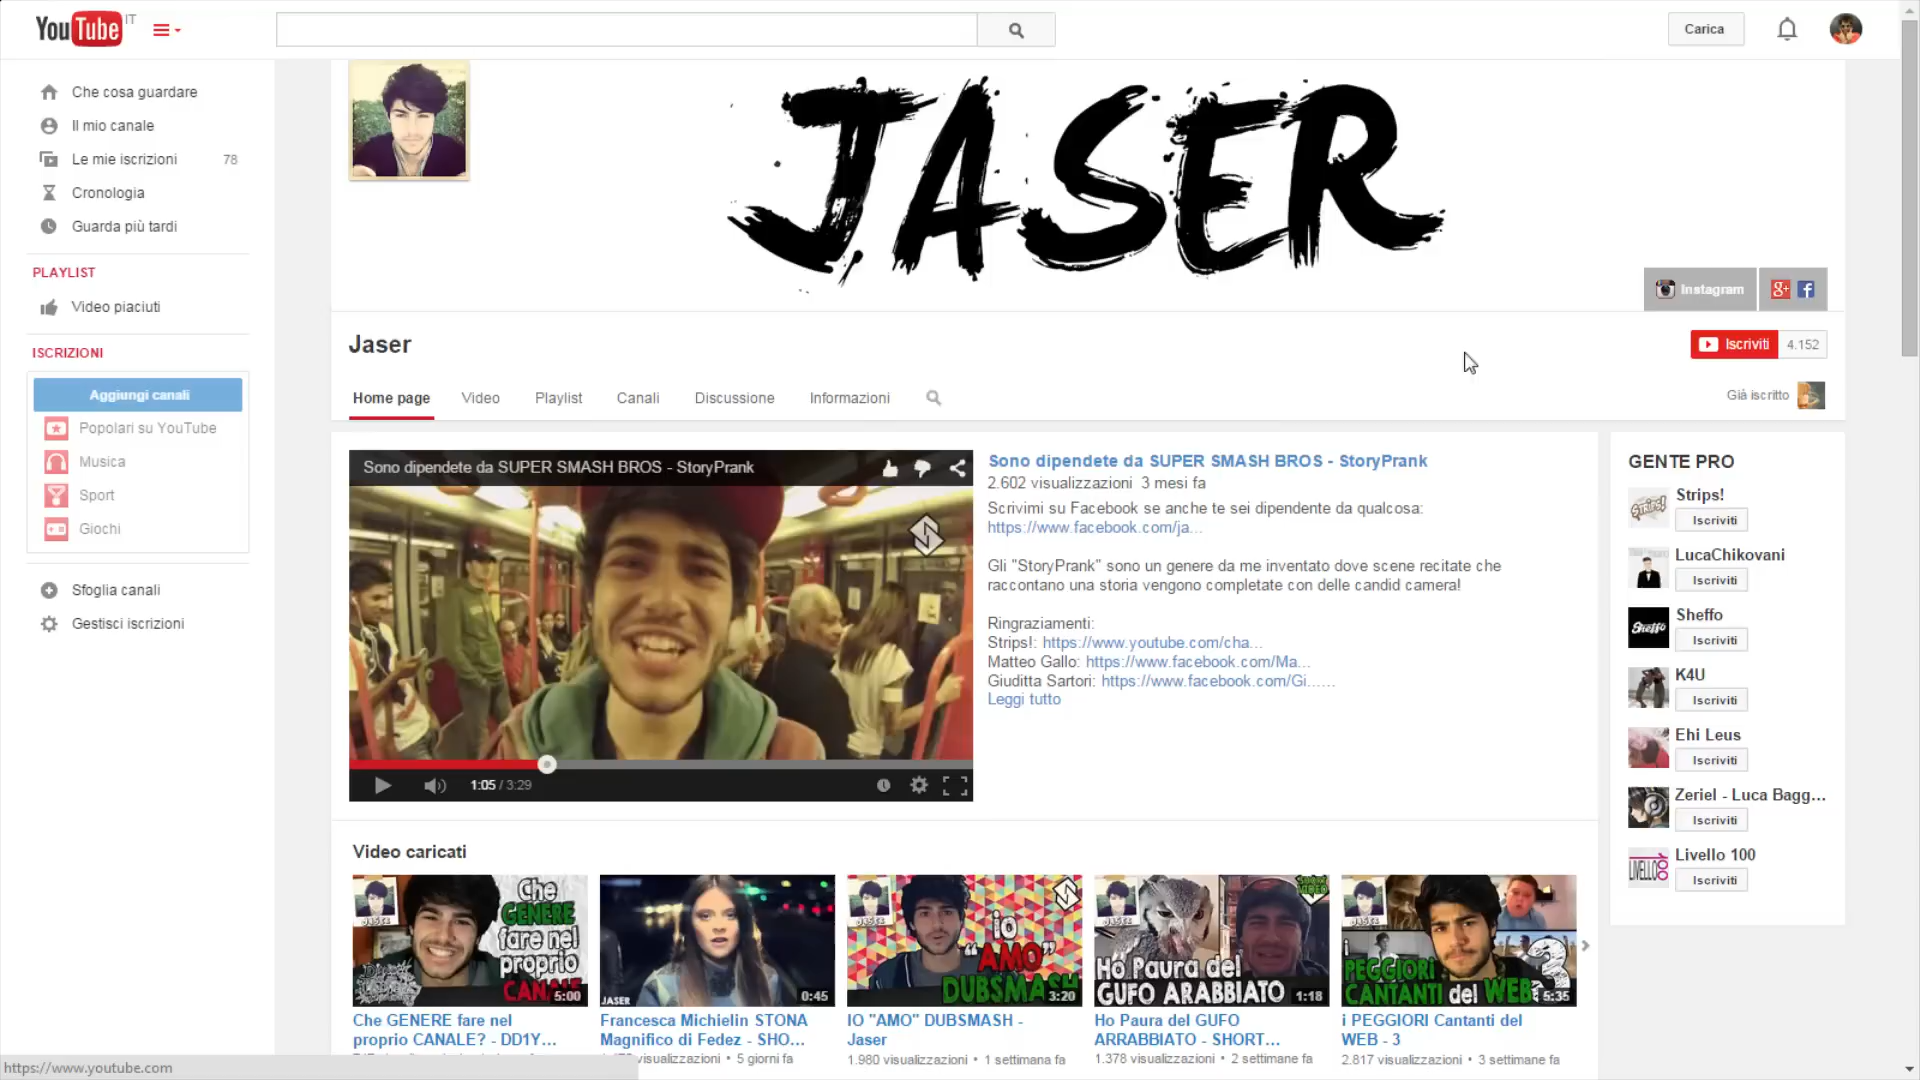 YouTube IT
Carica
Che cosa guardare
Il mio canale
Le mie iscrizioni 78
Cronologia
Guarda più tardi
PLAYLIST
Video piaciuti
ISCRIZIONI
Aggiungi canali
Popolari su YouTube
Musica
Sport
Giochi
Sfoglia canali
Gestisci iscrizioni
JASER
Instagram
Jaser
Iscriviti 4.152
Home page Video Playlist Canali Discussione Informazioni
Già iscritto
Sono dipendete da SUPER SMASH BROS - StoryPrank
1:05 / 3:29
Sono dipendete da SUPER SMASH BROS - StoryPrank
2.602 visualizzazioni 3 mesi fa
Scrivimi su Facebook se anche te sei dipendente da qualcosa:
https://www.facebook.com/ja...
Gli "StoryPrank" sono un genere da me inventato dove scene recitate che
raccontano una storia vengono completate con delle candid camera!
Ringraziamenti:
Strips!: https://www.youtube.com/cha...
Matteo Gallo: https://www.facebook.com/Ma...
Giuditta Sartori: https://www.facebook.com/Gi......
Leggi tutto
GENTE PRO
Strips!
Iscriviti
LucaChikovani
Iscriviti
Sheffo
Iscriviti
K4U
Iscriviti
Ehi Leus
Iscriviti
Zeriel - Luca Bagg...
Iscriviti
Livello 100
Iscriviti
Video caricati
Che
GENERE
fare nel
proprio
CANALE
5:00
JASER
0:45
io
"AMO"
DUBSMASH
3:20
Ho Paura del
GUFO ARABBIATO
1:18
i
PEGGIORI
CANTANTI del WEB
3
5:35
Che GENERE fare nel
proprio CANALE? - DD1Y...
Francesca Michielin STONA
Magnifico di Fedez - SHO...
visualizzazioni • 5 giorni fa
IO "AMO" DUBSMASH -
Jaser
1.980 visualizzazioni • 1 settimana fa
Ho Paura del GUFO
ARRABBIATO - SHORT...
1.378 visualizzazioni • 2 settimane fa
i PEGGIORI Cantanti del
WEB - 3
2.817 visualizzazioni • 3 settimane fa
https://www.youtube.com